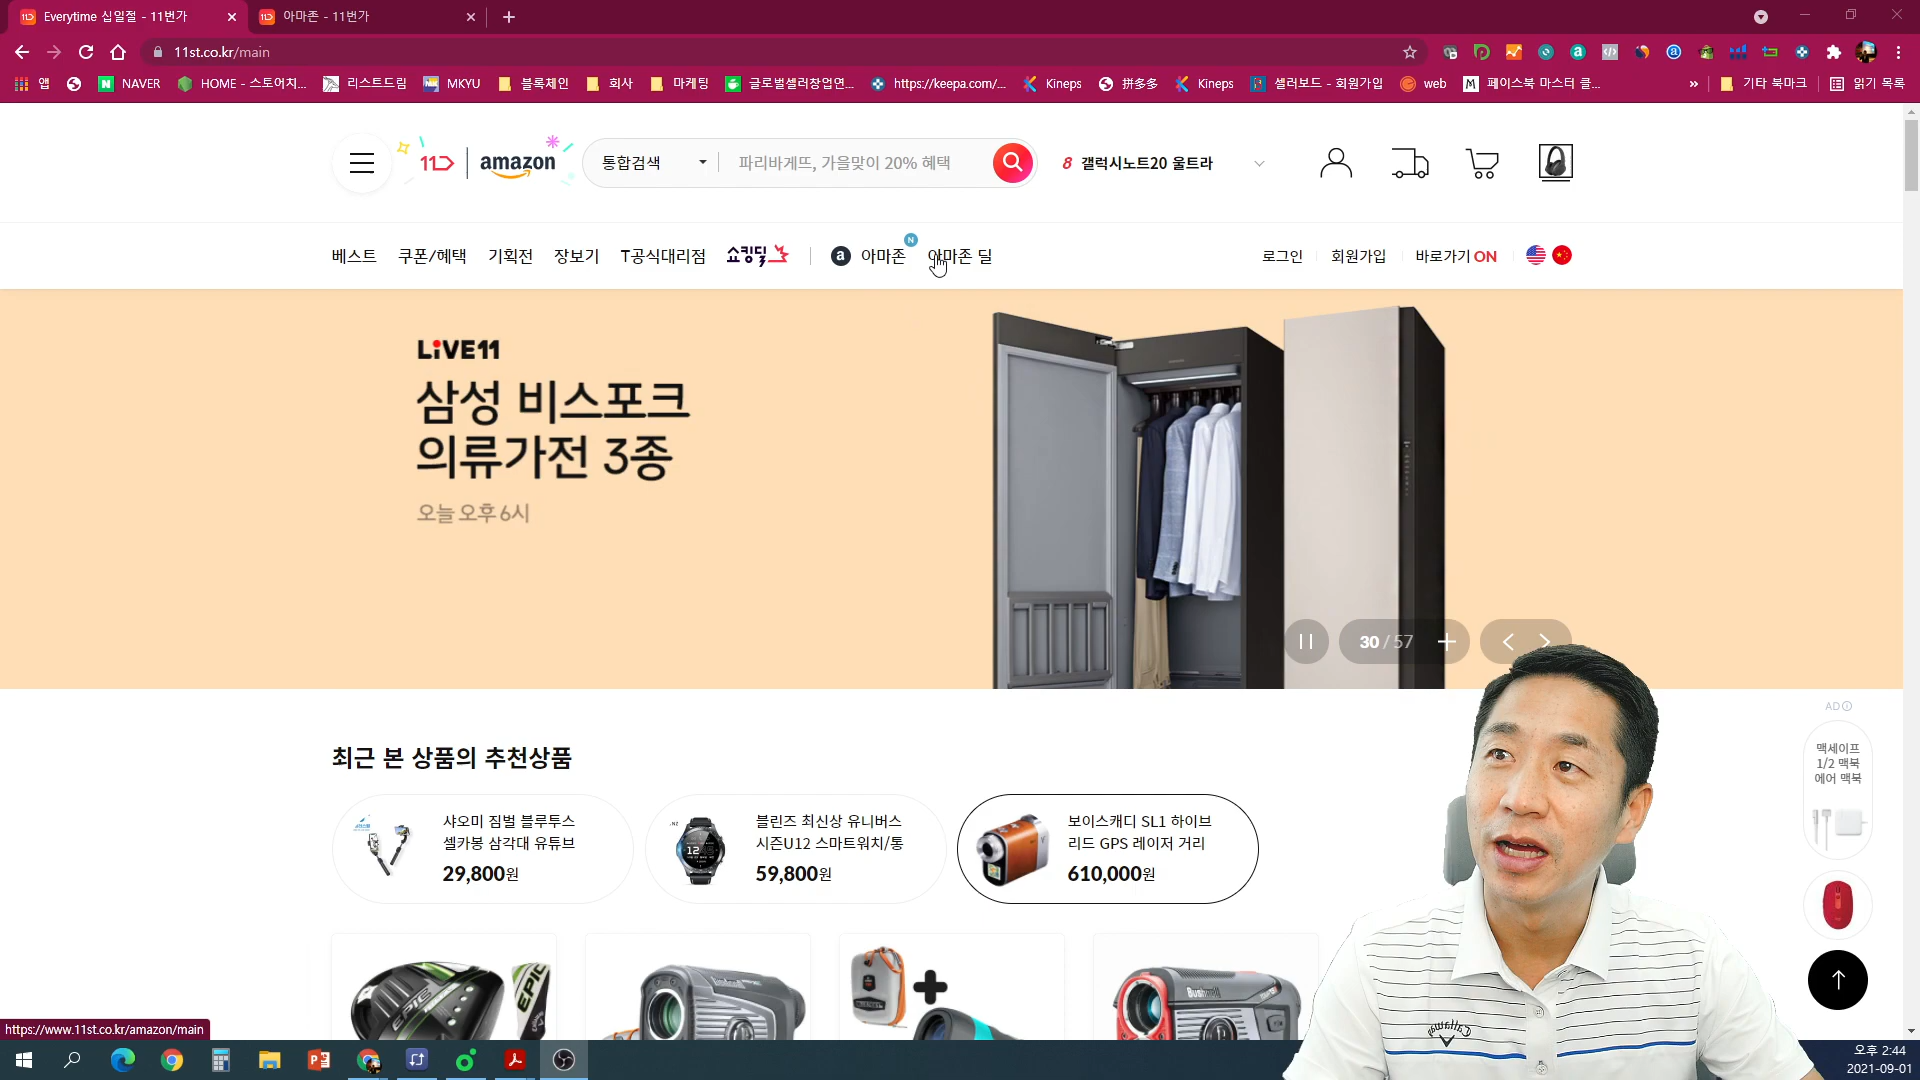 Everytime 십일절 - 11번가
아마존 - 11번가
11st.co.kr/main
앱
NAVER
HOME - 스토어치...
리스트드림
MKYU
블록체인
회사
마케팅
글로벌셀러창업연...
https://keepa.com/...
Kineps
拼多多
Kineps
셀러보드 - 회원가입
web
페이스북 마스터 클...
»
기타 북마크
읽기 목록
11
amazon
통합검색
파리바게뜨, 가을맞이 20% 혜택
8 갤럭시노트20 울트라
베스트
쿠폰/혜택
기획전
장보기
T공식대리점
쇼킹딜
a 아마존
N
아마존 딜
로그인
회원가입
바로가기 ON
LiVE11
삼성 비스포크
의류가전 3종
오늘 오후 6시
30 / 57
AD
맥세이프
1/2 맥북
에어 맥북
최근 본 상품의 추천상품
샤오미 짐벌 블루투스
셀카봉 삼각대 유튜브
29,800원
블린즈 최신상 유니버스
시즌U12 스마트워치/통
59,800원
보이스캐디 SL1 하이브
리드 GPS 레이저 거리
610,000원
EPIC
EPIC
Bushnell
Callaway
https://www.11st.co.kr/amazon/main
오후 2:44
2021-09-01